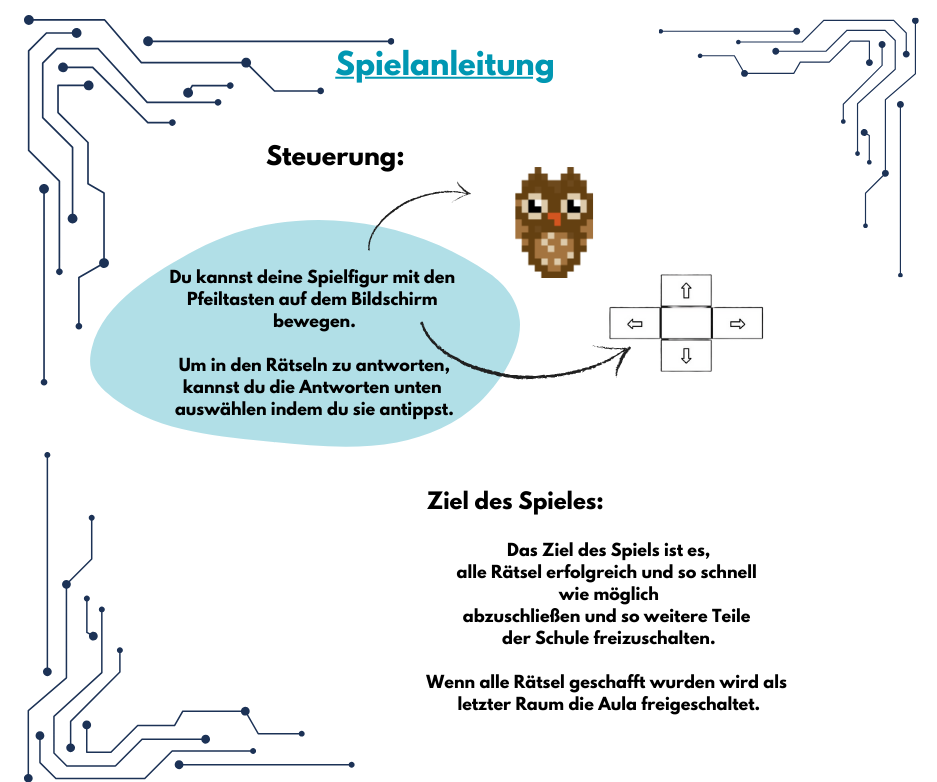 Spielanleitung
Steuerung:
Du kannst deine Spielfigur mit den
Pfeiltasten auf dem Bildschirm
bewegen.
Um in den Rätseln zu antworten,
kannst du die Antworten unten
auswählen indem du sie antippst.
Ziel des Spieles:
Das Ziel des Spiels ist es,
alle Rätsel erfolgreich und so schnell
wie möglich
abzuschließen und so weitere Teile
der Schule freizuschalten.
Wenn alle Rätsel geschafft wurden wird als
letzter Raum die Aula freigeschaltet.